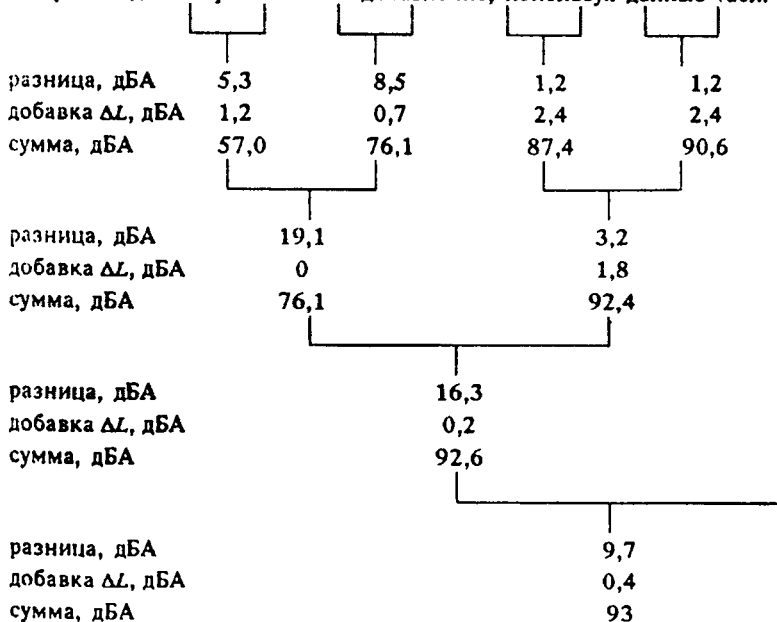 используя данные табл.
разница, дБА 5,3 8,5 1,2 1,2
добавка ΔL, дБА 1,2 0,7 2,4 2,4
сумма, дБА 57,0 76,1 87,4 90,6
разница, дБА 19,1 3,2
добавка ΔL, дБА 0 1,8
сумма, дБА 76,1 92,4
разница, дБА 16,3
добавка ΔL, дБА 0,2
сумма, дБА 92,6
разница, дБА 9,7
добавка ΔL, дБА 0,4
сумма, дБА 93